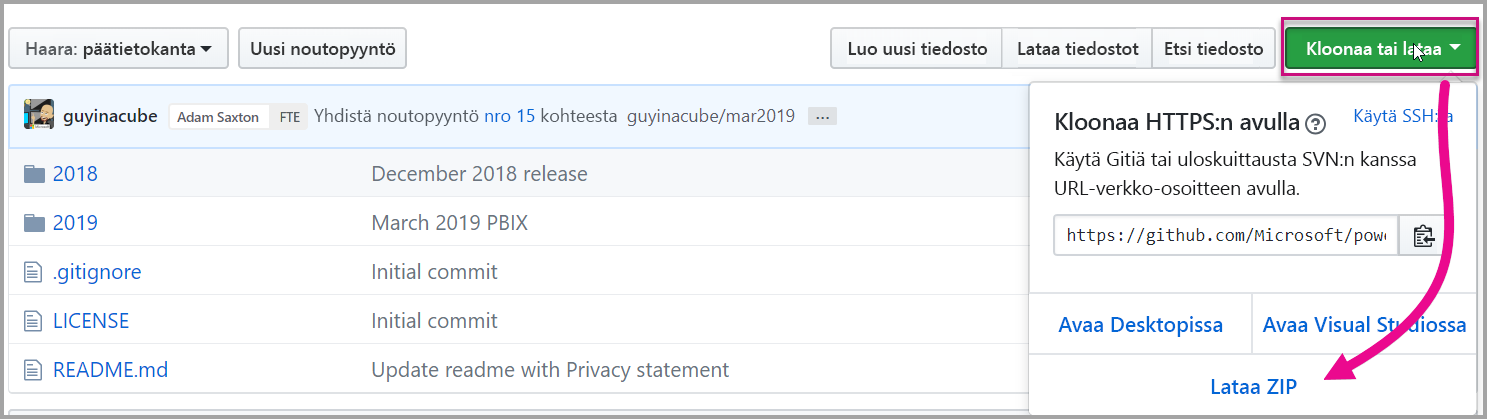 Haara: päätietokanta
Uusi noutopyyntö
Luo uusi tiedosto
Lataa tiedostot
Etsi tiedosto
Kloonaa tai lataa
guyinacube Adam Saxton FTE Yhdistä noutopyyntö nro 15 kohteesta guyinacube/mar2019 ...
2018 December 2018 release
2019 March 2019 PBIX
.gitignore Initial commit
LICENSE Initial commit
README.md Update readme with Privacy statement
Kloonaa HTTPS:n avulla ?
Käytä SSH:ta
Käytä Gitiä tai uloskuittausta SVN:n kanssa
URL-verkko-osoitteen avulla.
https://github.com/Microsoft/powe
Avaa Desktopissa
Avaa Visual Studiossa
Lataa ZIP